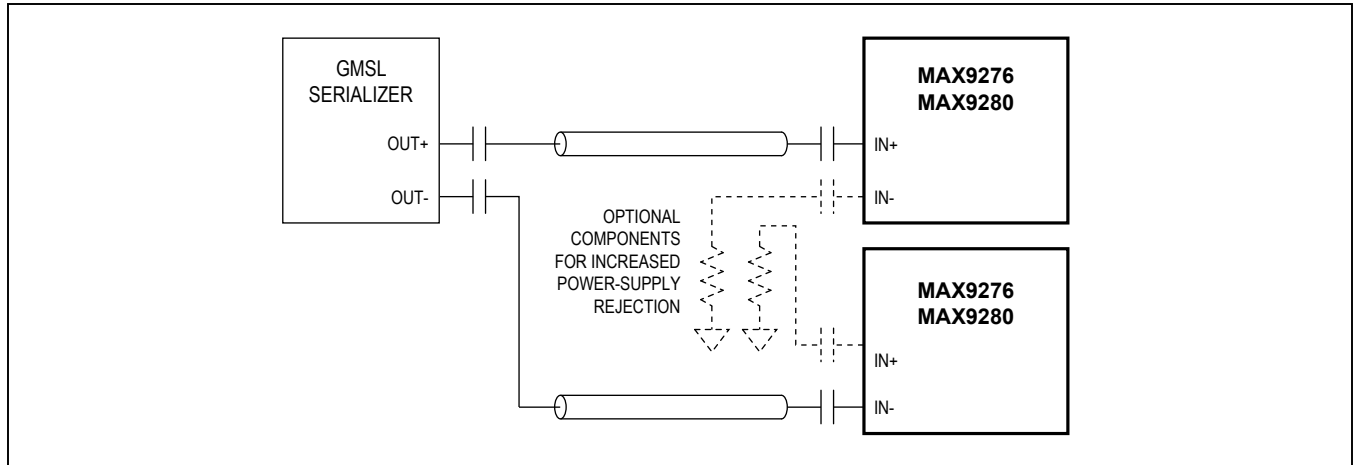 GMSL
SERIALIZER
OUT+
OUT-
OPTIONAL
COMPONENTS
FOR INCREASED
POWER-SUPPLY
REJECTION
MAX9276
MAX9280
IN+
IN-
MAX9276
MAX9280
IN+
IN-